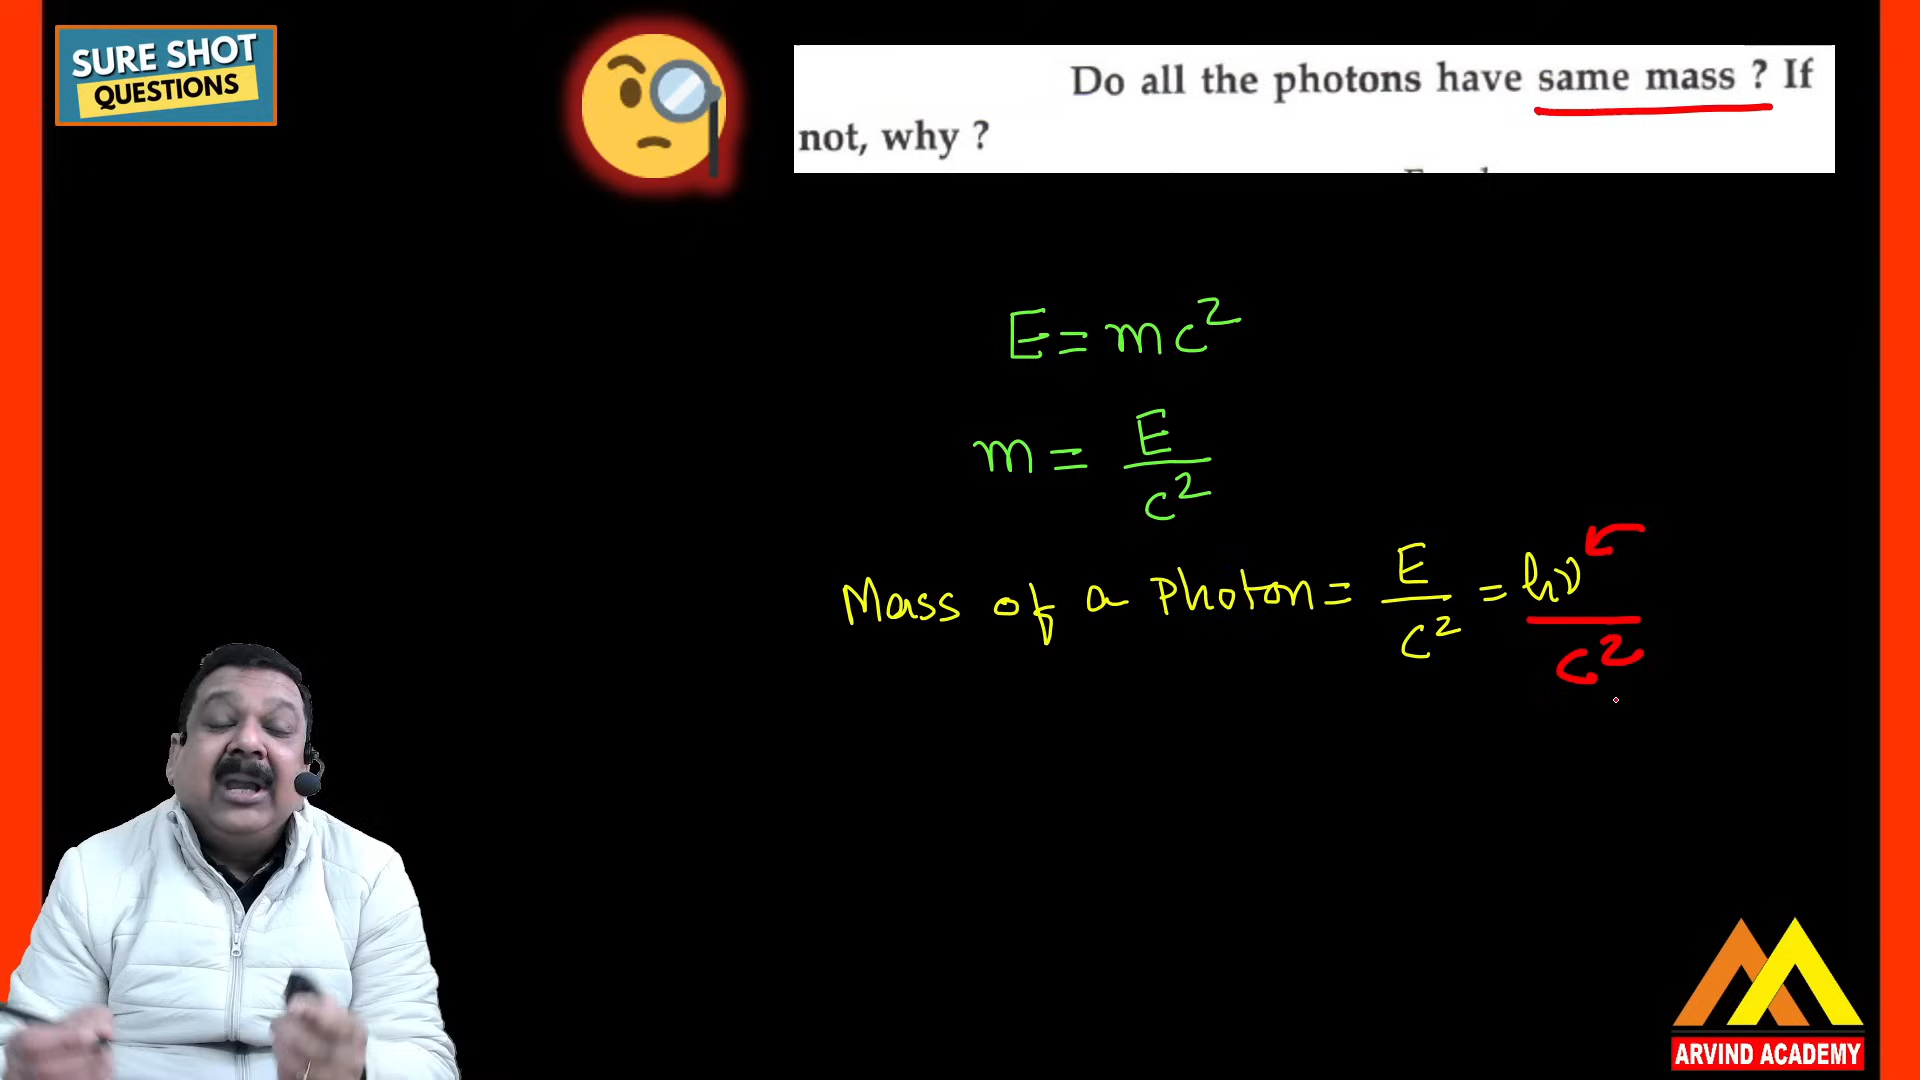 SURE SHOT
QUESTIONS
Do all the photons have same mass ? If
not, why ?
E = mc²
m = E/c²
Mass of a Photon = E/c² = hν/c²
ARVIND ACADEMY